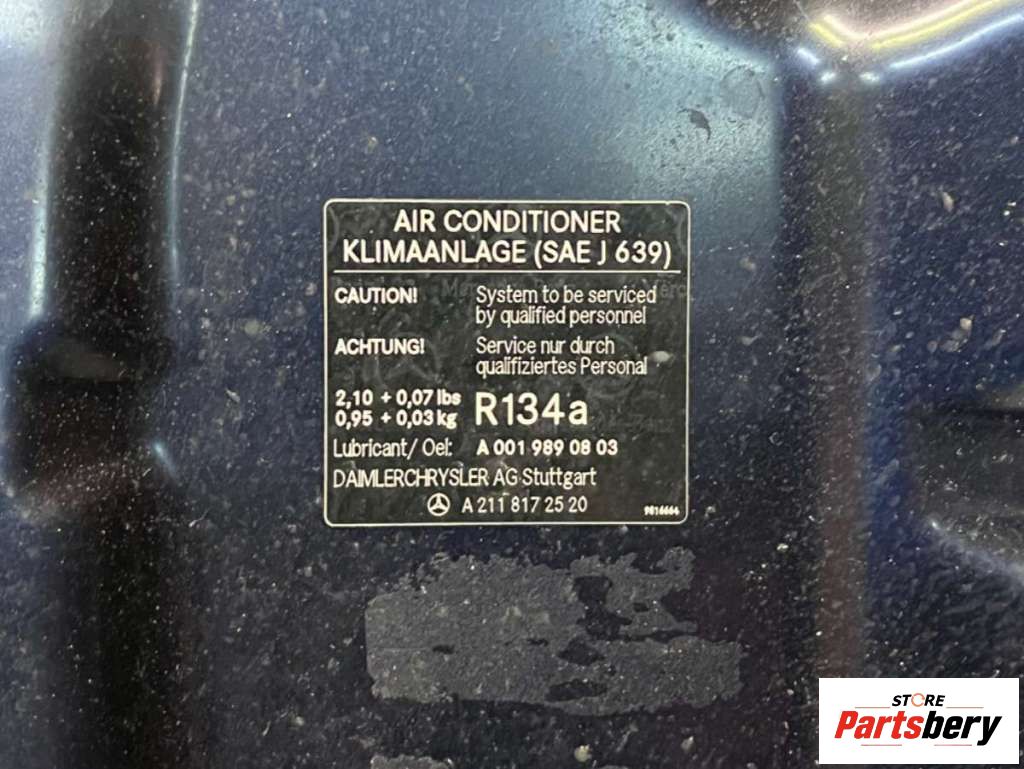 AIR CONDITIONER
KLIMAANLAGE (SAE J 639)
CAUTION! System to be serviced
by qualified personnel
ACHTUNG! Service nur durch
qualifiziertes Personal
2,10 + 0,07 lbs
0,95 + 0,03 kg R134a
Lubricant/Oel: A 001 989 08 03
DAIMLERCHRYSLER AG Stuttgart
A 211 817 25 20 9816664
STORE
Partsbery